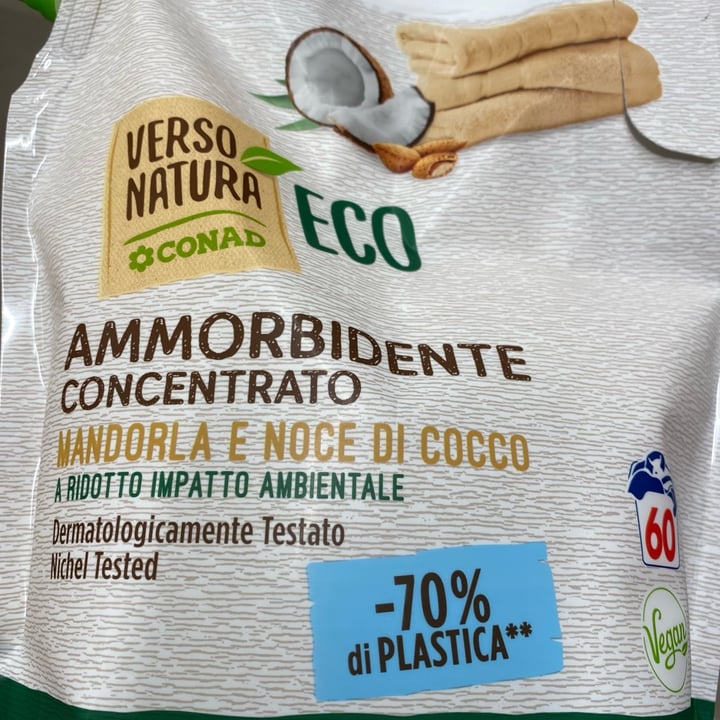 VERSO
NATURA
CONAD
ECO
AMMORBIDENTE
CONCENTRATO
MANDORLA E NOCE DI COCCO
A RIDOTTO IMPATTO AMBIENTALE
Dermatologicamente Testato
Nichel Tested
60
-70%
di PLASTICA**
Vegan